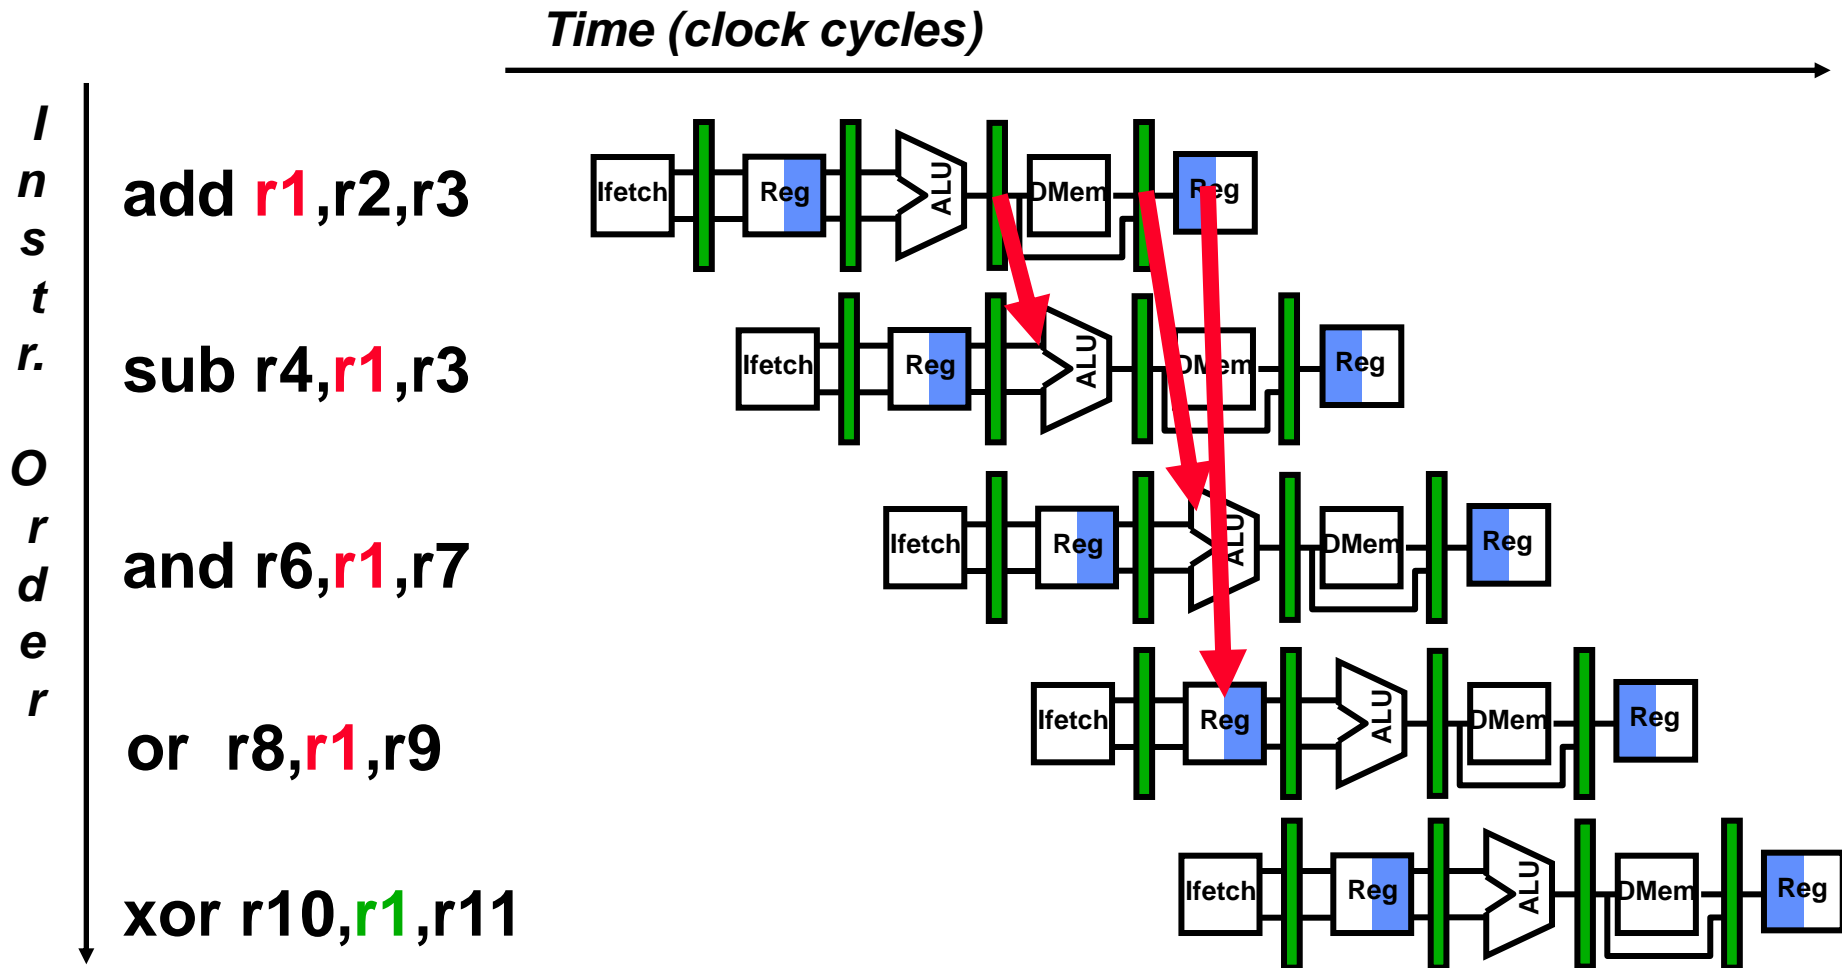 Time (clock cycles)
Instr. Order
add r1,r2,r3
Ifetch Reg ALU DMem Reg
sub r4,r1,r3
Ifetch Reg ALU DMem Reg
and r6,r1,r7
Ifetch Reg ALU DMem Reg
or r8,r1,r9
Ifetch Reg ALU DMem Reg
xor r10,r1,r11
Ifetch Reg ALU DMem Reg